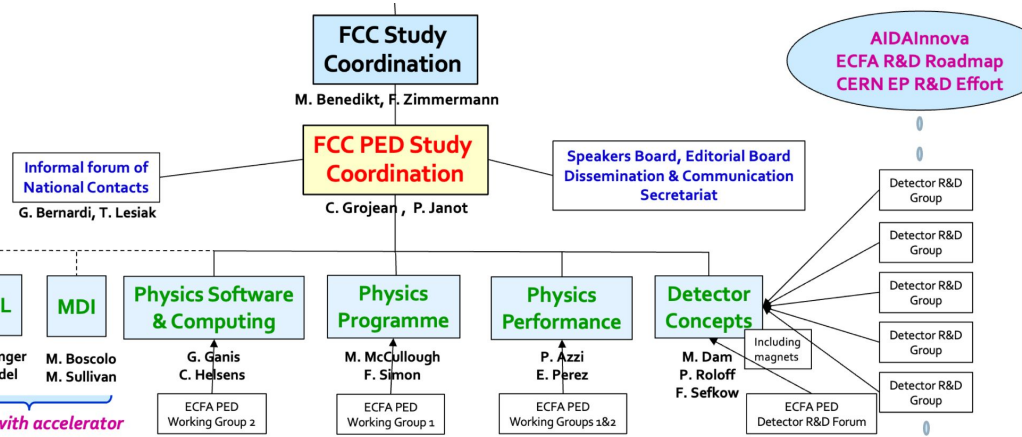 FCC Study
Coordination
M. Benedikt, F. Zimmermann
AIDAInnova
ECFA R&D Roadmap
CERN EP R&D Effort
FCC PED Study
Coordination
C. Grojean , P. Janot
Informal forum of
National Contacts
G. Bernardi, T. Lesiak
Speakers Board, Editorial Board
Dissemination & Communication
Secretariat
Detector R&D
Group
Detector R&D
Group
Detector R&D
Group
Detector R&D
Group
Detector R&D
Group
L
nger
del
with accelerator
MDI
M. Boscolo
M. Sullivan
Physics Software
& Computing
G. Ganis
C. Helsens
ECFA PED
Working Group 2
Physics
Programme
M. McCullough
F. Simon
ECFA PED
Working Group 1
Physics
Performance
P. Azzi
E. Perez
ECFA PED
Working Groups 1&2
Detector
Concepts
Including
magnets
M. Dam
P. Roloff
F. Sefkow
ECFA PED
Detector R&D Forum